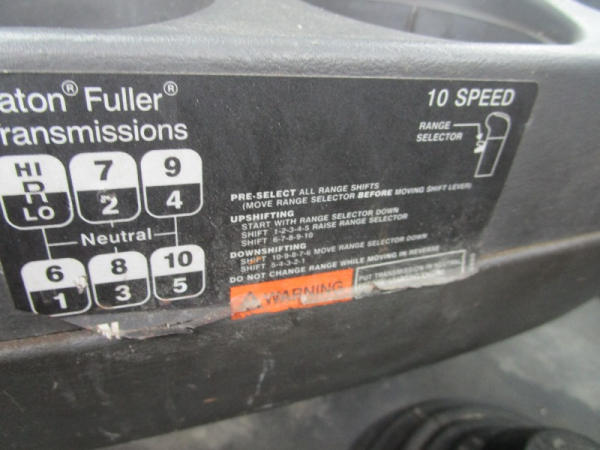 aton® Fuller®
ransmissions
10 SPEED
RANGE
SELECTOR
HI
R
LO
7
2
9
4
Neutral
6
1
8
3
10
5
PRE-SELECT ALL RANGE SHIFTS
(MOVE RANGE SELECTOR BEFORE MOVING SHIFT LEVER)
UPSHIFTING
START WITH RANGE SELECTOR DOWN
SHIFT 1-2-3-4-5 RAISE RANGE SELECTOR
SHIFT 6-7-8-9-10
DOWNSHIFTING
SHIFT 10-9-8-7-6 MOVE RANGE SELECTOR DOWN
SHIFT 5-4-3-2-1
DO NOT CHANGE RANGE WHILE MOVING IN REVERSE
WARNING
PUT TRANSMISSION IN NEUTRAL